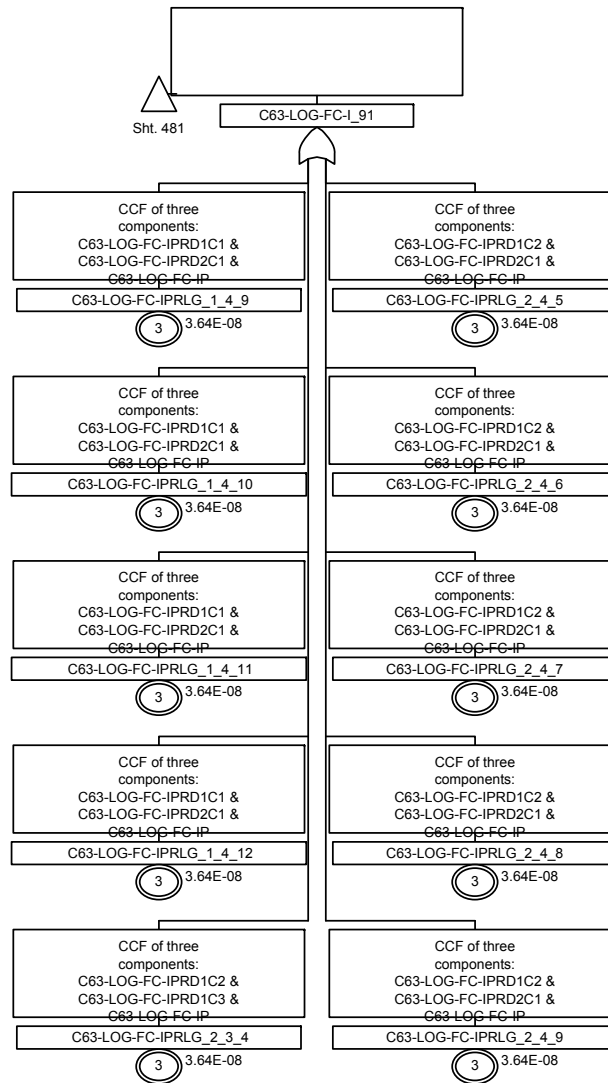 Sht. 481
C63-LOG-FC-I_91
CCF of three
components:
C63-LOG-FC-IPRD1C1 &
C63-LOG-FC-IPRD2C1 &
C63-LOG-FC-IP
C63-LOG-FC-IPRLG_1_4_9
3
3.64E-08
CCF of three
components:
C63-LOG-FC-IPRD1C2 &
C63-LOG-FC-IPRD2C1 &
C63-LOG-FC-IP
C63-LOG-FC-IPRLG_2_4_5
3
3.64E-08
CCF of three
components:
C63-LOG-FC-IPRD1C1 &
C63-LOG-FC-IPRD2C1 &
C63-LOG-FC-IP
C63-LOG-FC-IPRLG_1_4_10
3
3.64E-08
CCF of three
components:
C63-LOG-FC-IPRD1C2 &
C63-LOG-FC-IPRD2C1 &
C63-LOG-FC-IP
C63-LOG-FC-IPRLG_2_4_6
3
3.64E-08
CCF of three
components:
C63-LOG-FC-IPRD1C1 &
C63-LOG-FC-IPRD2C1 &
C63-LOG-FC-IP
C63-LOG-FC-IPRLG_1_4_11
3
3.64E-08
CCF of three
components:
C63-LOG-FC-IPRD1C2 &
C63-LOG-FC-IPRD2C1 &
C63-LOG-FC-IP
C63-LOG-FC-IPRLG_2_4_7
3
3.64E-08
CCF of three
components:
C63-LOG-FC-IPRD1C1 &
C63-LOG-FC-IPRD2C1 &
C63-LOG-FC-IP
C63-LOG-FC-IPRLG_1_4_12
3
3.64E-08
CCF of three
components:
C63-LOG-FC-IPRD1C2 &
C63-LOG-FC-IPRD2C1 &
C63-LOG-FC-IP
C63-LOG-FC-IPRLG_2_4_8
3
3.64E-08
CCF of three
components:
C63-LOG-FC-IPRD1C2 &
C63-LOG-FC-IPRD1C3 &
C63-LOG-FC-IP
C63-LOG-FC-IPRLG_2_3_4
3
3.64E-08
CCF of three
components:
C63-LOG-FC-IPRD1C2 &
C63-LOG-FC-IPRD2C1 &
C63-LOG-FC-IP
C63-LOG-FC-IPRLG_2_4_9
3
3.64E-08